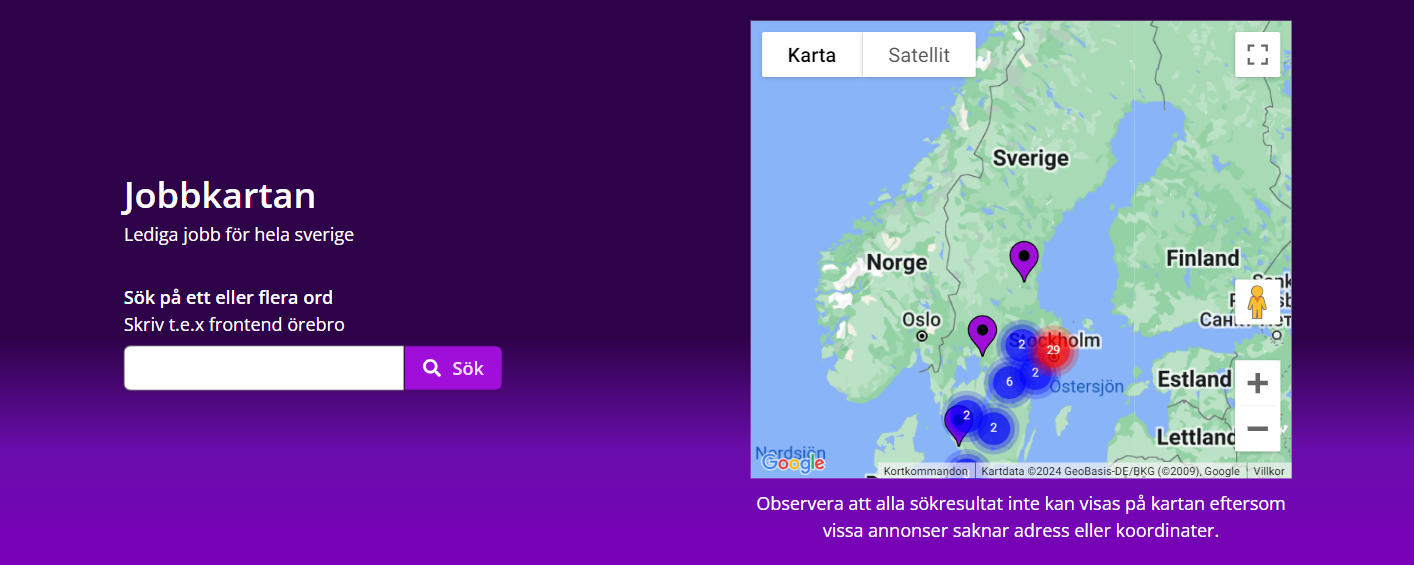 Jobbkartan
Lediga jobb för hela sverige
Sök på ett eller flera ord
Skriv t.e.x frontend örebro
Sök
Karta
Satellit
Sverige
Norge
Finland
Oslo
Stockholm
2
29
2
6
Östersjön
Estland
2
2
Lettland
Nordsjön
Google
Kortkommandon
Kartdata ©2024 GeoBasis-DE/BKG (©2009), Google
Villkor
Observera att alla sökresultat inte kan visas på kartan eftersom
vissa annonser saknar adress eller koordinater.